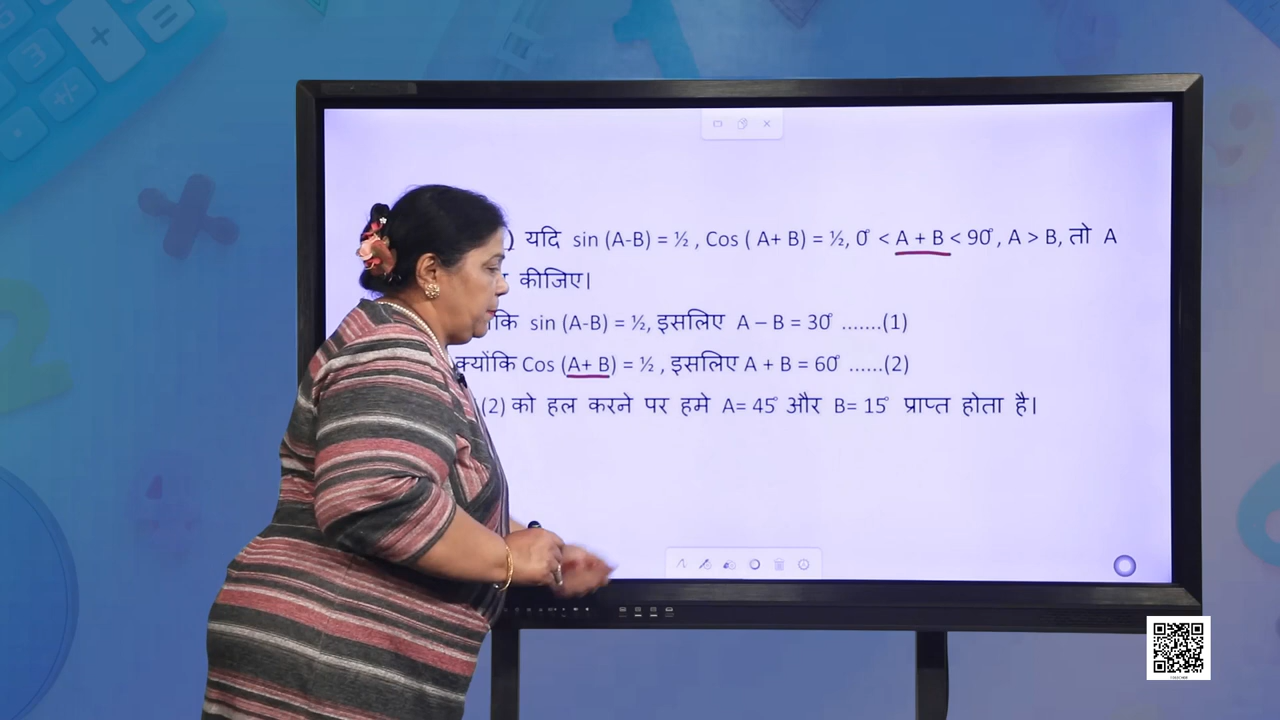 ) यदि sin (A-B) = ½ , Cos ( A+ B) = ½, 0˚ < A + B < 90˚, A > B, तो A
कीजिए।
sin (A-B) = ½, इसलिए A – B = 30˚ .......(1)
क्योंकि Cos (A+ B) = ½ , इसलिए A + B = 60˚ ......(2)
(2) को हल करने पर हमे A= 45˚ और B= 15˚ प्राप्त होता है।